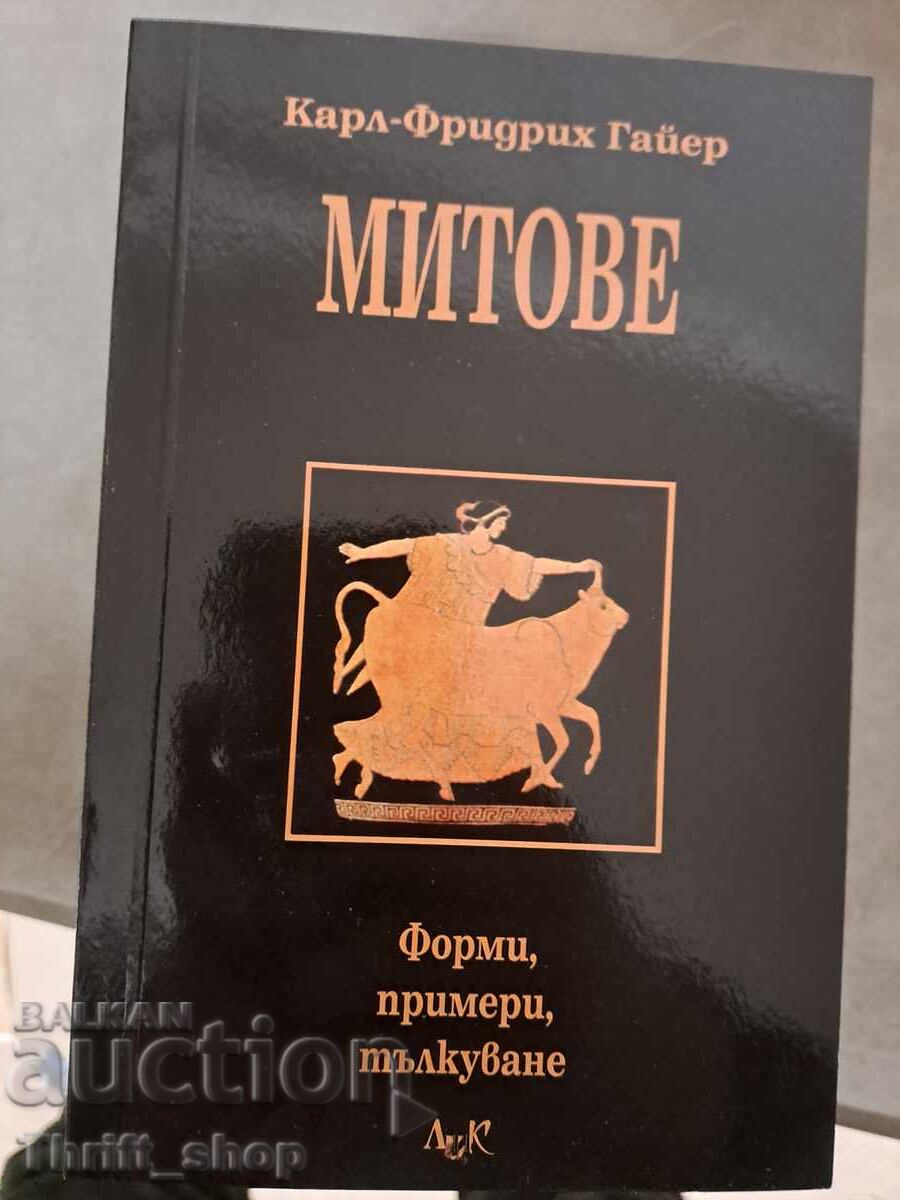 Карл-Фридрих Гайер
МИТОВЕ
Форми,
примери,
тълкуване
ЛиК
BALKAN
auction
Thrift_shop